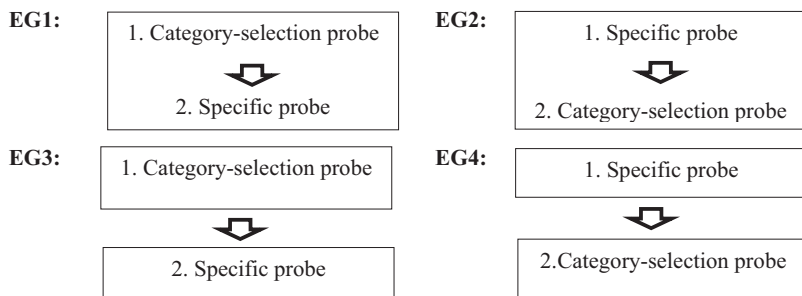 EG1:
1. Category-selection probe
2. Specific probe
EG2:
1. Specific probe
2. Category-selection probe
EG3:
1. Category-selection probe
2. Specific probe
EG4:
1. Specific probe
2.Category-selection probe